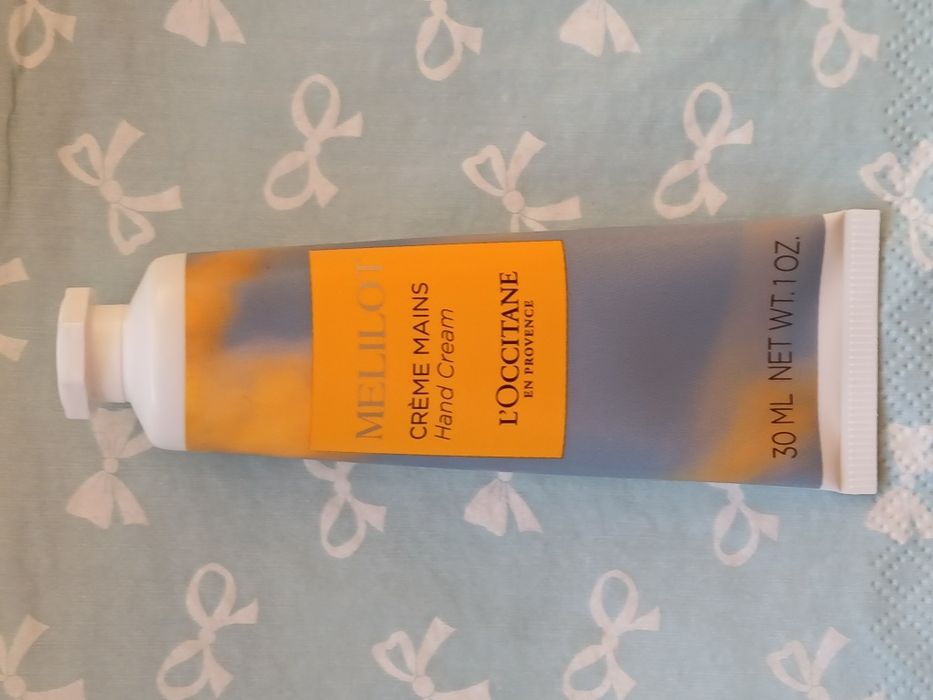 MELILOT
CRÈME MAINS
Hand Cream
L'OCCITANE
EN PROVENCE
30 ML NET WT. 1 OZ.